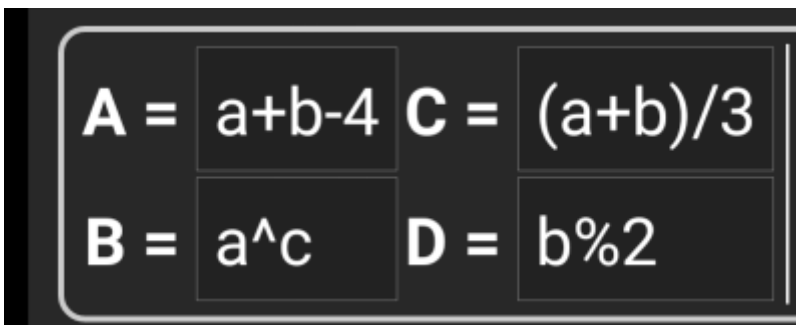 A = a+b-4 C = (a+b)/3
B = a^c D = b%2